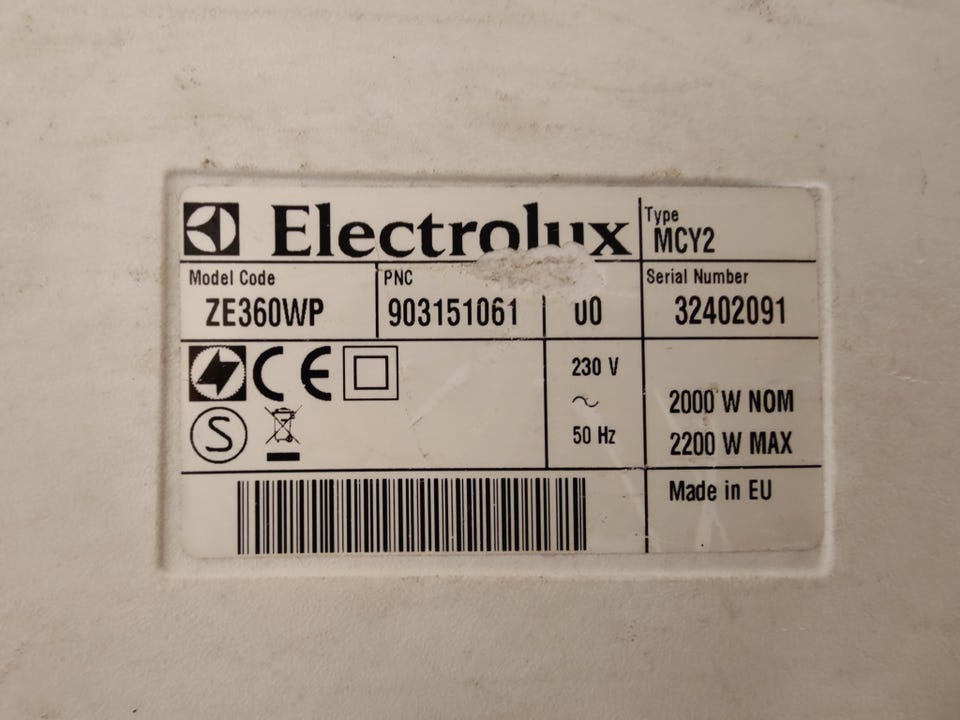 Electrolux
Type
MCY2
Model Code
ZE360WP
PNC
903151061 00
Serial Number
32402091
CE
S
230 V
~
50 Hz
2000 W NOM
2200 W MAX
Made in EU